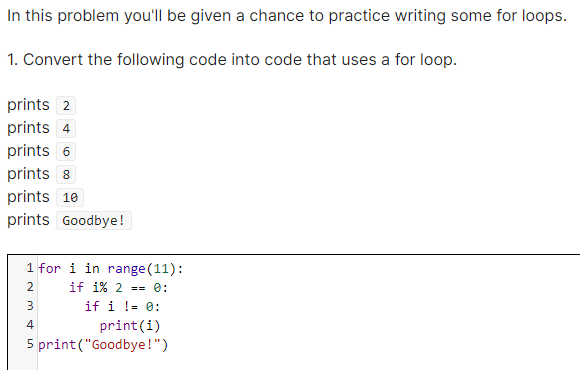 In this problem you'll be given a chance to practice writing some for loops.
1. Convert the following code into code that uses a for loop.
prints 2
prints 4
prints 6
prints 8
prints 10
prints Goodbye!
1 for i in range(11):
2     if i% 2 == 0:
3       if i != 0:
4         print(i)
5 print("Goodbye!")